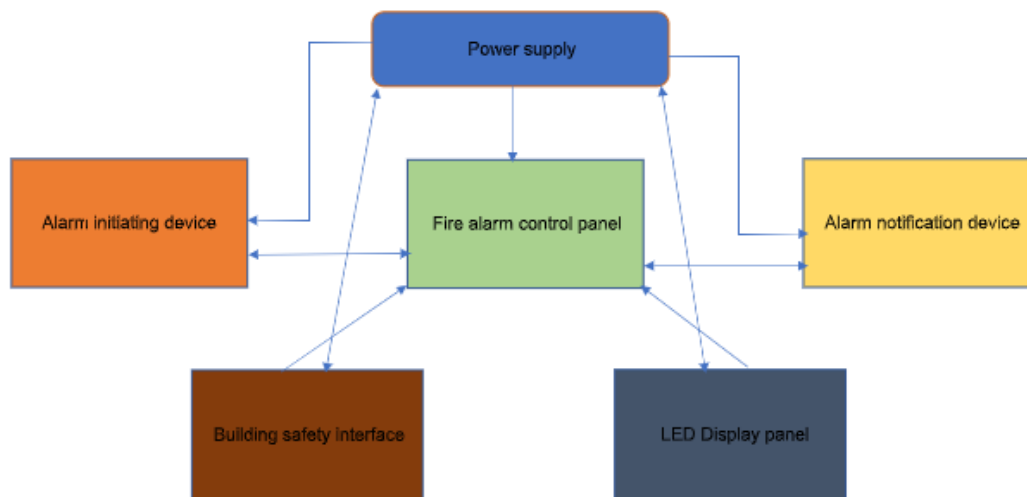 Power supply
Alarm initiating device
Fire alarm control panel
Alarm notification device
Building safety interface
LED Display panel